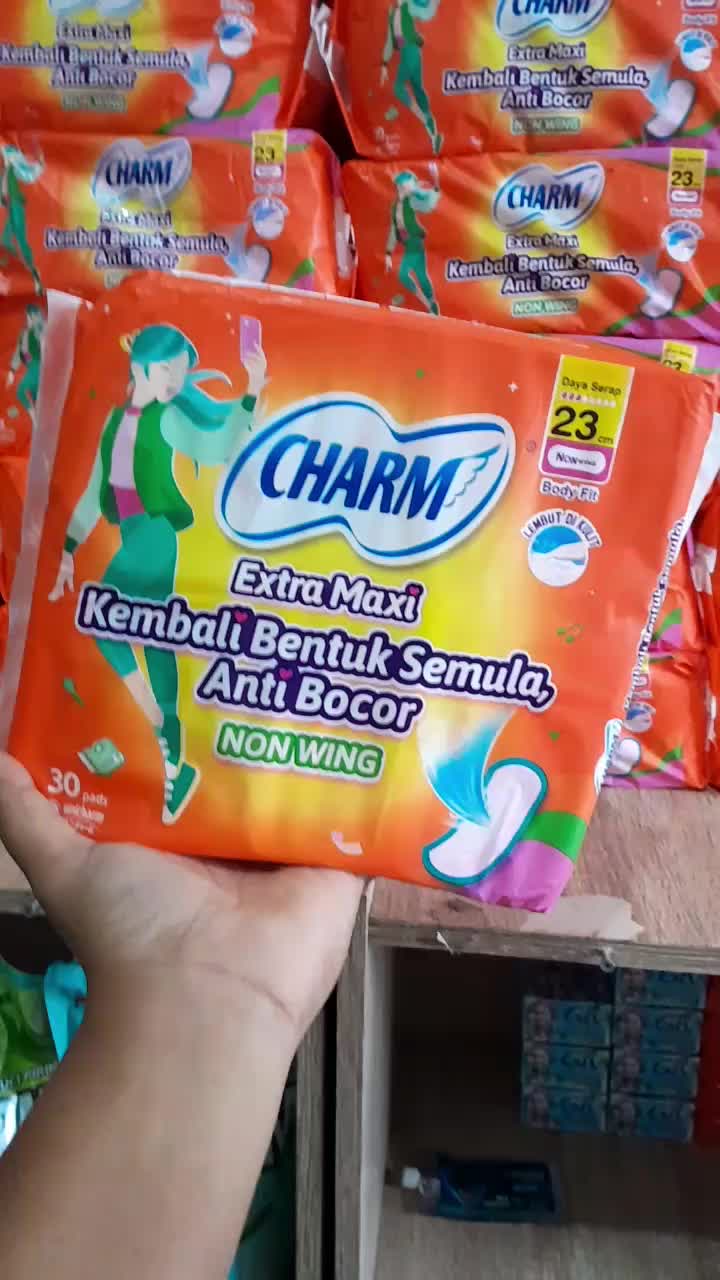 Extra Maxi
Kembali Bentuk Semula,
Anti Bocor
CHARM
Extra Maxi
Kembali Bentuk Semula,
Anti Bocor
NON WING
CHARM
23
Extra Maxi
Kembali Bentuk Semula,
Anti Bocor
CHARM
Extra Maxi
Kembali Bentuk Semula,
Anti Bocor
NON WING
23
CHARM
Extra Maxi
Kembali Bentuk Semula,
Anti Bocor
NON WING
Daya Serap
23 cm
NON WING
Body Fit
LEMBUT DI KULIT
30 pads